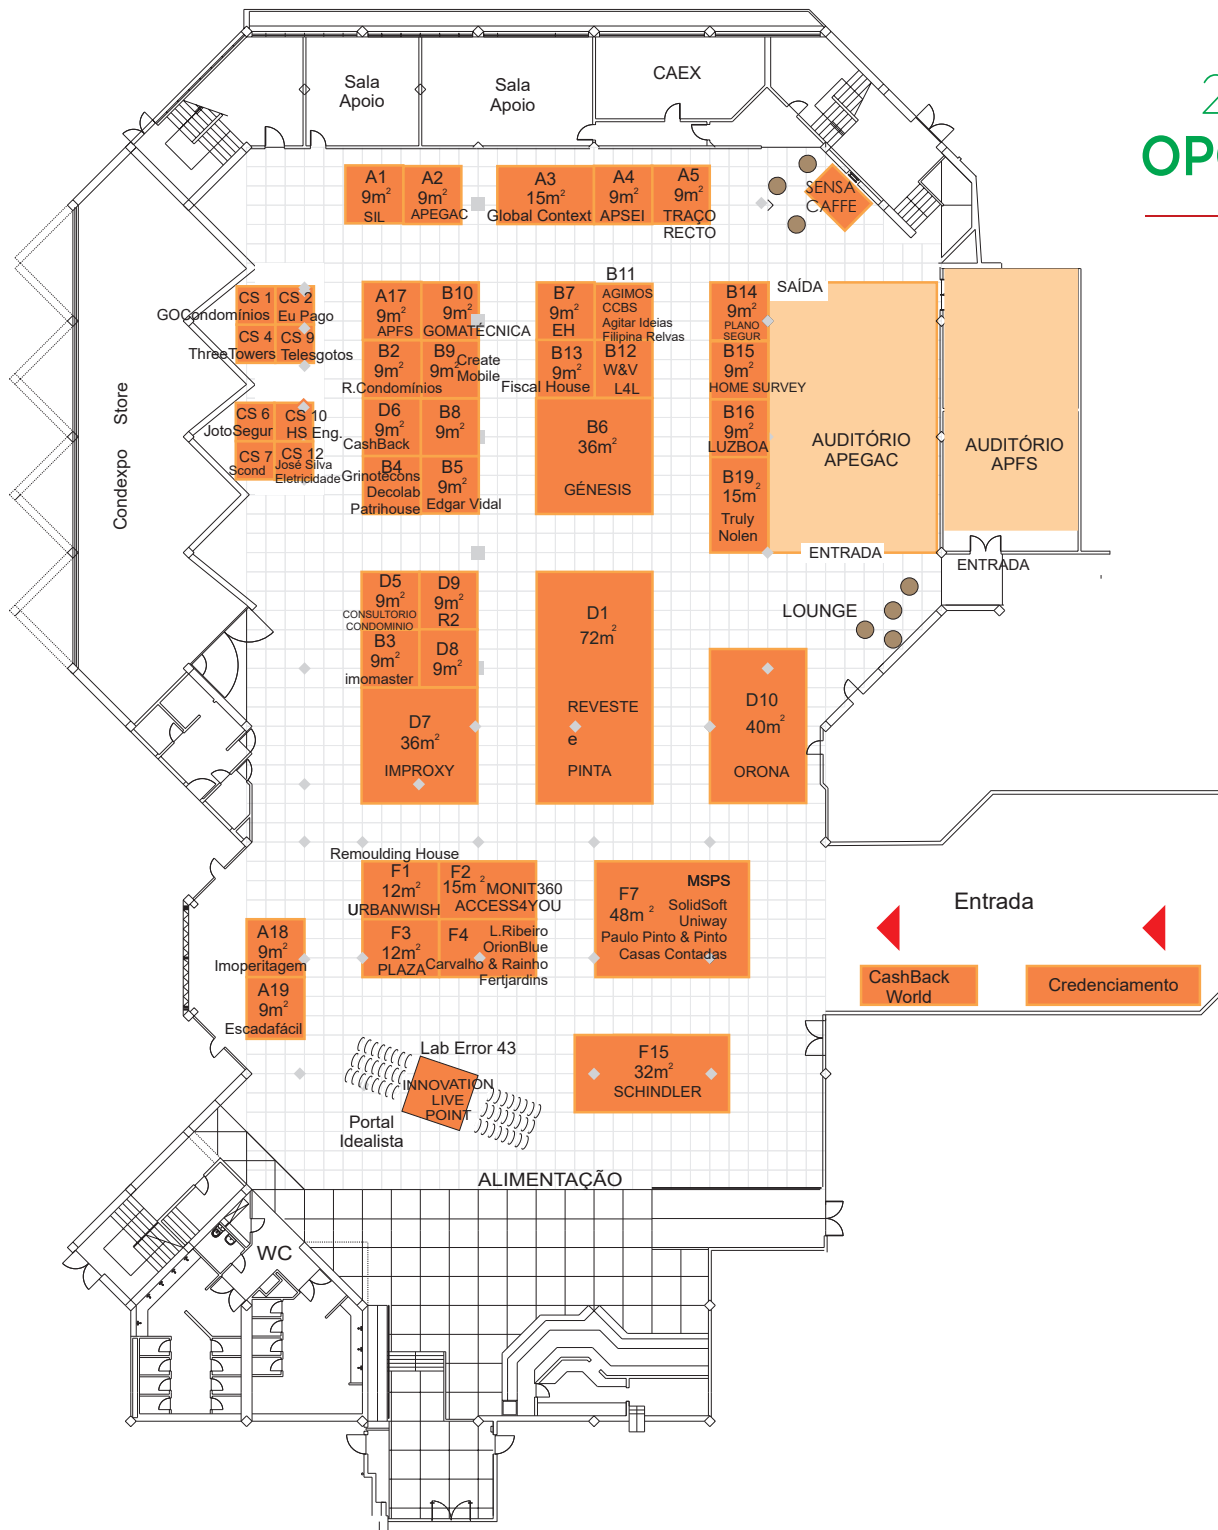 2
OPO
Sala
Apoio
Sala
Apoio
CAEX
A1
9m²
SIL
A2
9m²
APEGAC
A3
15m²
Global Context
A4
9m²
APSEI
A5
9m²
TRAÇO
RECTO
SENSA
CAFFE
CS 1
GOCondomínios
CS 2
Eu Pago
CS 4
ThreeTowers
CS 9
Telesgotos
A17
9m²
APFS
B10
9m²
GOMATÉCNICA
B7
9m²
EH
B11
AGIMOS
CCBS
Agitar Ideias
Filipina Relvas
B14
9m²
PLANO
SEGUR
SAÍDA
B2
9m²
R.Condomínios
B9
9m²
Create
Mobile
B13
9m²
Fiscal House
B12
W&V
L4L
B15
9m²
HOME SURVEY
CS 6
JotoSegur
CS 10
HS Eng.
CS 7
Scond
CS 12
José Silva
Eletricidade
D6
9m²
CashBack
B8
9m²
B6
36m²
GÉNESIS
B16
9m²
LUZBOA
AUDITÓRIO
APEGAC
AUDITÓRIO
APFS
Condexpo Store
Grinotecons
B4
Decolab
Patrihouse
B5
9m²
Edgar Vidal
B19
15m²
Truly
Nolen
ENTRADA
ENTRADA
D5
9m²
CONSULTORIO
CONDOMINIO
D9
9m²
R2
D1
72m²
REVESTE
e
PINTA
LOUNGE
B3
9m²
imomaster
D8
9m²
D7
36m²
IMPROXY
D10
40m²
ORONA
Remoulding House
F1
12m²
URBANWISH
F2
15m²
MONIT360
ACCESS4YOU
F7
48m²
MSPS
SolidSoft
Uniway
Paulo Pinto & Pinto
Casas Contadas
Entrada
A18
9m²
Imoperitagem
F3
12m²
PLAZA
F4
L.Ribeiro
OrionBlue
Carvalho & Rainho
Fertjardins
CashBack
World
Credenciamento
A19
9m²
Escadafácil
Lab Error 43
INNOVATION
LIVE
POINT
Portal
Idealista
F15
32m²
SCHINDLER
ALIMENTAÇÃO
WC